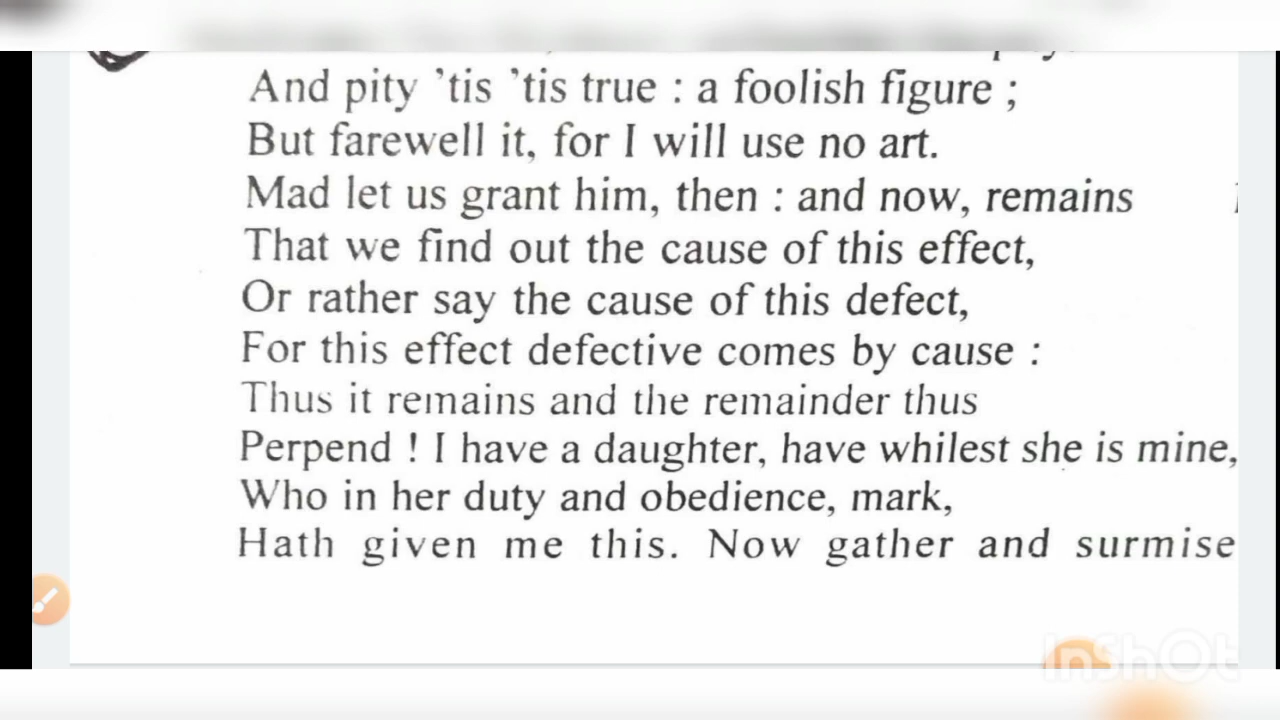 And pity ’tis ’tis true : a foolish figure ;
But farewell it, for I will use no art.
Mad let us grant him, then : and now, remains
That we find out the cause of this effect,
Or rather say the cause of this defect,
For this effect defective comes by cause :
Thus it remains and the remainder thus
Perpend ! I have a daughter, have whilest she is mine,
Who in her duty and obedience, mark,
Hath given me this. Now gather and surmise
InShOt